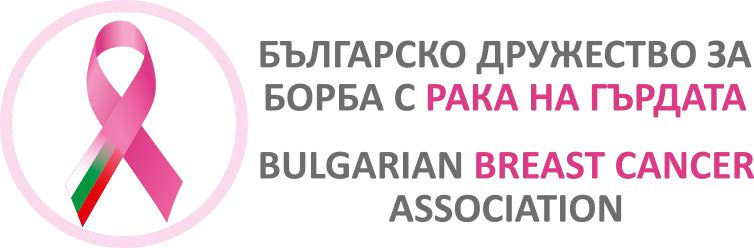 БЪЛГАРСКО ДРУЖЕСТВО ЗА
БОРБА С РАКА НА ГЪРДАТА
BULGARIAN BREAST CANCER
ASSOCIATION